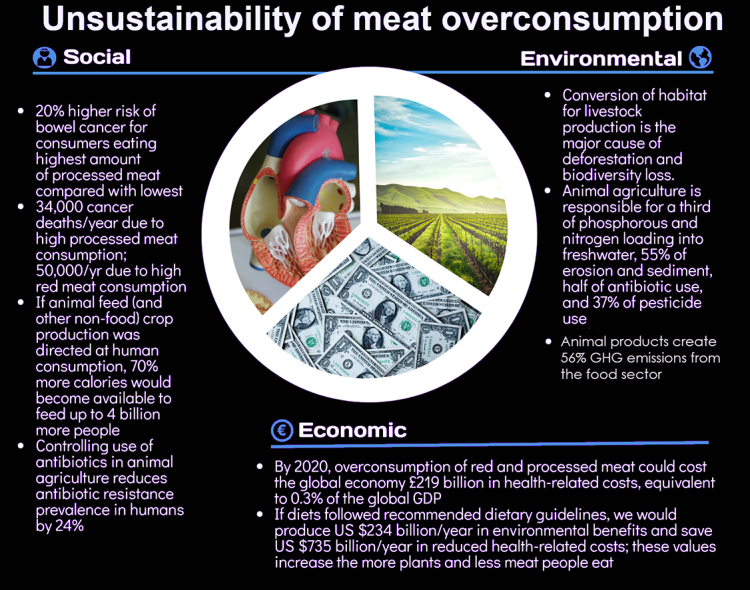 Unsustainability of meat overconsumption
Social
• 20% higher risk of
bowel cancer for
consumers eating
highest amount
of processed meat
compared with lowest
• 34,000 cancer
deaths/year due to
high processed meat
consumption;
50,000/yr due to high
red meat consumption
• If animal feed (and
other non-food) crop
production was
directed at human
consumption, 70%
more calories would
become available to
feed up to 4 billion
more people
• Controlling use of
antibiotics in animal
agriculture reduces
antibiotic resistance
prevalence in humans
by 24%
Environmental
• Conversion of habitat
for livestock
production is the
major cause of
deforestation and
biodiversity loss.
• Animal agriculture is
responsible for a third
of phosphorous and
nitrogen loading into
freshwater, 55% of
erosion and sediment,
half of antibiotic use,
and 37% of pesticide
use
• Animal products create
56% GHG emissions from
the food sector
€ Economic
• By 2020, overconsumption of red and processed meat could cost
the global economy £219 billion in health-related costs, equivalent
to 0.3% of the global GDP
• If diets followed recommended dietary guidelines, we would
produce US $234 billion/year in environmental benefits and save
US $735 billion/year in reduced health-related costs; these values
increase the more plants and less meat people eat